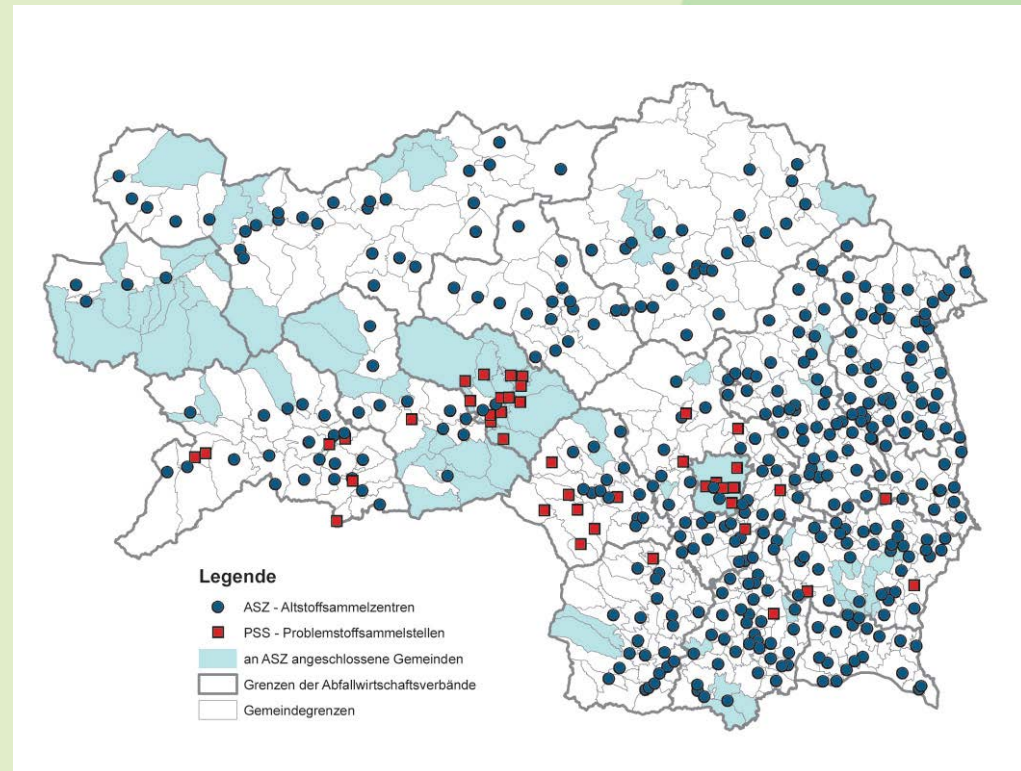 Legende
ASZ - Altstoffsammelzentren
PSS - Problemstoffsammelstellen
an ASZ angeschlossene Gemeinden
Grenzen der Abfallwirtschaftsverbände
Gemeindegrenzen